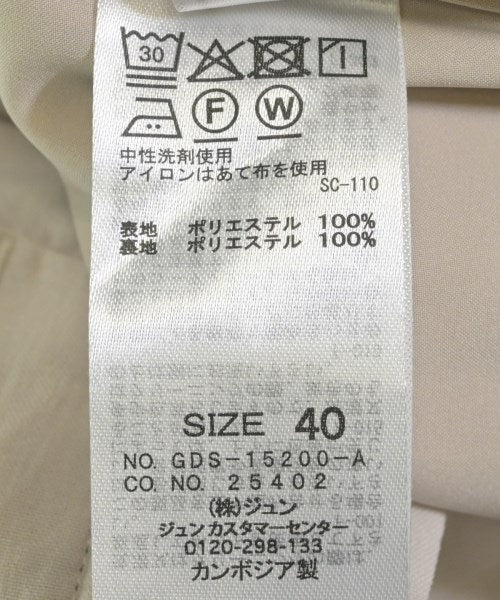 30
F W
中性洗剤使用
アイロンはあて布を使用
SC-110
表地 ポリエステル 100%
裏地 ポリエステル 100%
SIZE 40
NO. GDS-15200-A
CO. NO. 25402
(株)ジュン
ジュン カスタマーセンター
0120-298-133
カンボジア製